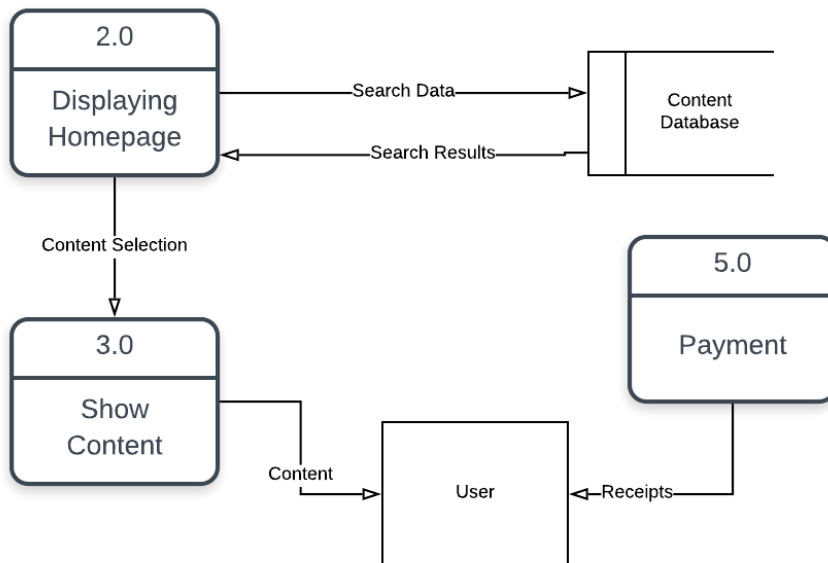 2.0
Displaying
Homepage
Search Data
Content
Database
Search Results
Content Selection
5.0
Payment
3.0
Show
Content
Content
User
Receipts